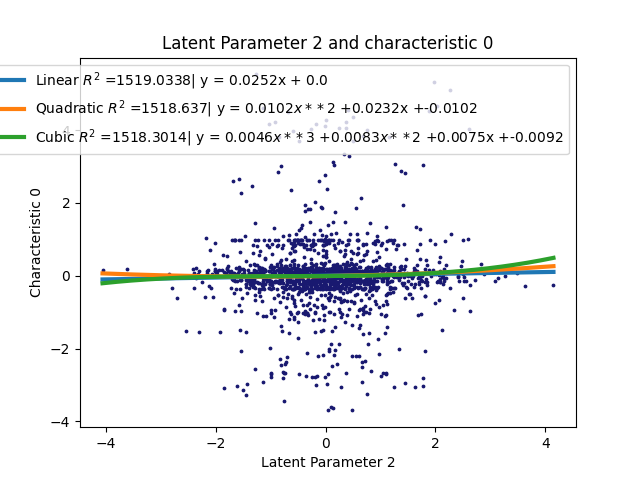 Latent Parameter 2 and characteristic 0
Linear R² =1519.0338| y = 0.0252x + 0.0
Quadratic R² =1518.637| y = 0.0102x**2 +0.0232x +-0.0102
Cubic R² =1518.3014| y = 0.0046x**3 +0.0083x**2 +0.0075x +-0.0092
4
2
0
−2
−4
Characteristic 0
−4 −2 0 2 4
Latent Parameter 2